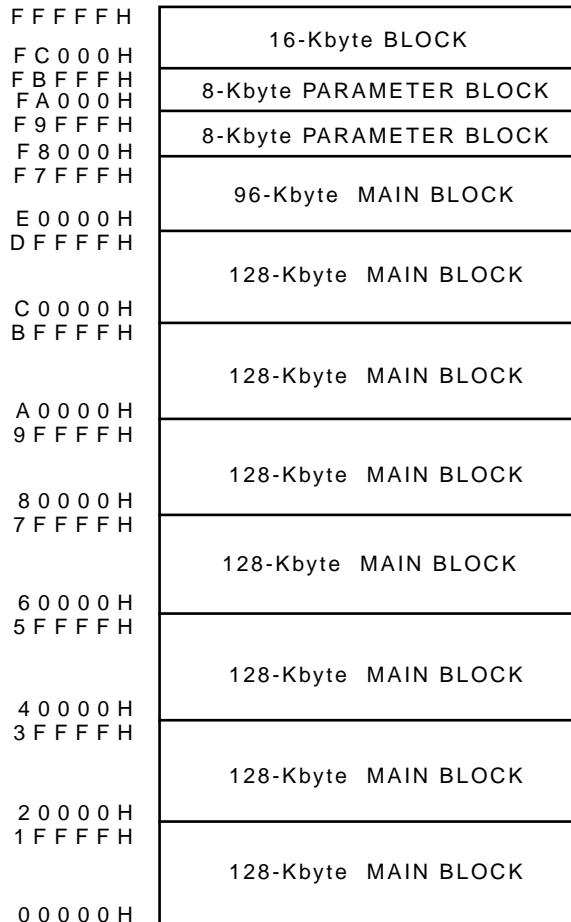 FFFFFH
16-Kbyte BLOCK
FC000H
FBFFFH
8-Kbyte PARAMETER BLOCK
FA000H
F9FFFH
8-Kbyte PARAMETER BLOCK
F8000H
F7FFFH
96-Kbyte MAIN BLOCK
E0000H
DFFFFH
128-Kbyte MAIN BLOCK
C0000H
BFFFFH
128-Kbyte MAIN BLOCK
A0000H
9FFFFH
128-Kbyte MAIN BLOCK
80000H
7FFFFH
128-Kbyte MAIN BLOCK
60000H
5FFFFH
128-Kbyte MAIN BLOCK
40000H
3FFFFH
128-Kbyte MAIN BLOCK
20000H
1FFFFH
128-Kbyte MAIN BLOCK
00000H